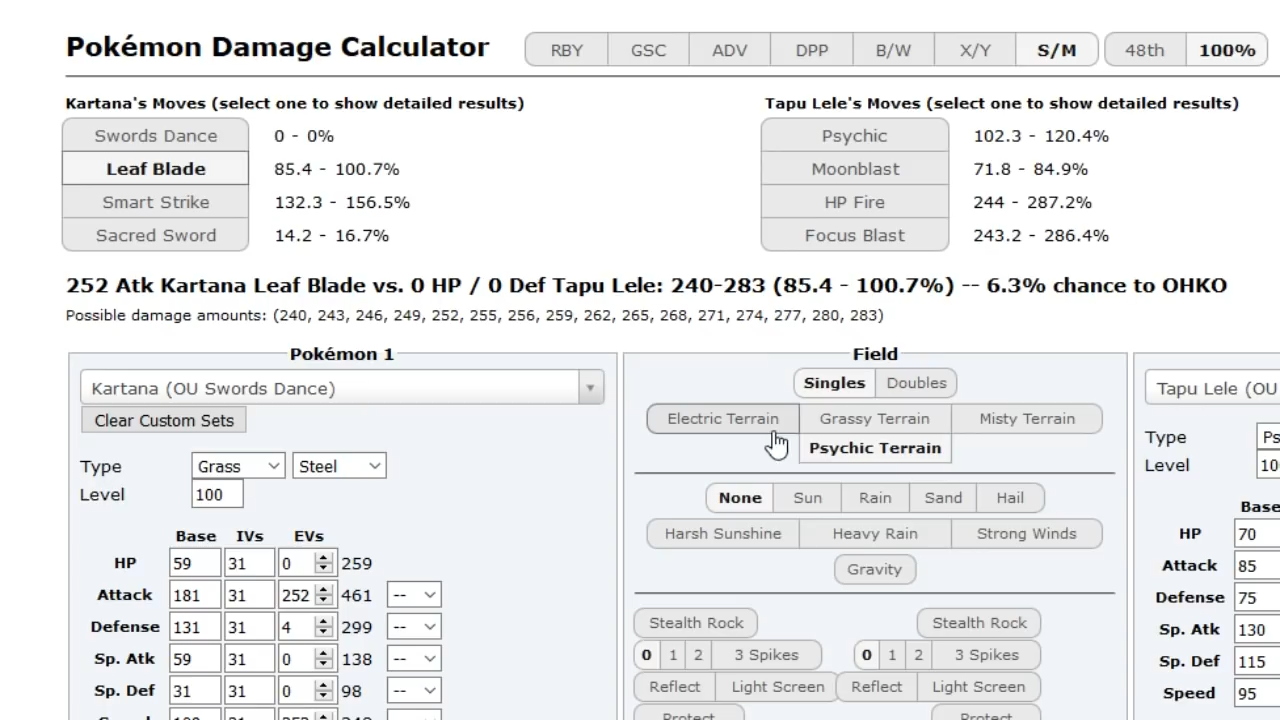 Pokémon Damage Calculator RBY GSC ADV DPP B/W X/Y S/M 48th 100%
Kartana's Moves (select one to show detailed results) Tapu Lele's Moves (select one to show detailed results)
Swords Dance 0 - 0% Psychic 102.3 - 120.4%
Leaf Blade 85.4 - 100.7% Moonblast 71.8 - 84.9%
Smart Strike 132.3 - 156.5% HP Fire 244 - 287.2%
Sacred Sword 14.2 - 16.7% Focus Blast 243.2 - 286.4%
252 Atk Kartana Leaf Blade vs. 0 HP / 0 Def Tapu Lele: 240-283 (85.4 - 100.7%) -- 6.3% chance to OHKO
Possible damage amounts: (240, 243, 246, 249, 252, 255, 256, 259, 262, 265, 268, 271, 274, 277, 280, 283)
Pokémon 1
Kartana (OU Swords Dance)
Clear Custom Sets
Type Grass Steel
Level 100
Base IVs EVs
HP 59 31 0 259
Attack 181 31 252 461 --
Defense 131 31 4 299 --
Sp. Atk 59 31 0 138 --
Sp. Def 31 31 0 98 --
Field
Singles Doubles
Electric Terrain Grassy Terrain Misty Terrain
Psychic Terrain
None Sun Rain Sand Hail
Harsh Sunshine Heavy Rain Strong Winds
Gravity
Stealth Rock Stealth Rock
0 1 2 3 Spikes 0 1 2 3 Spikes
Reflect Light Screen Reflect Light Screen
Protect Protect
Tapu Lele (OU
Type Ps
Level 10
Base
HP 70
Attack 85
Defense 75
Sp. Atk 130
Sp. Def 115
Speed 95